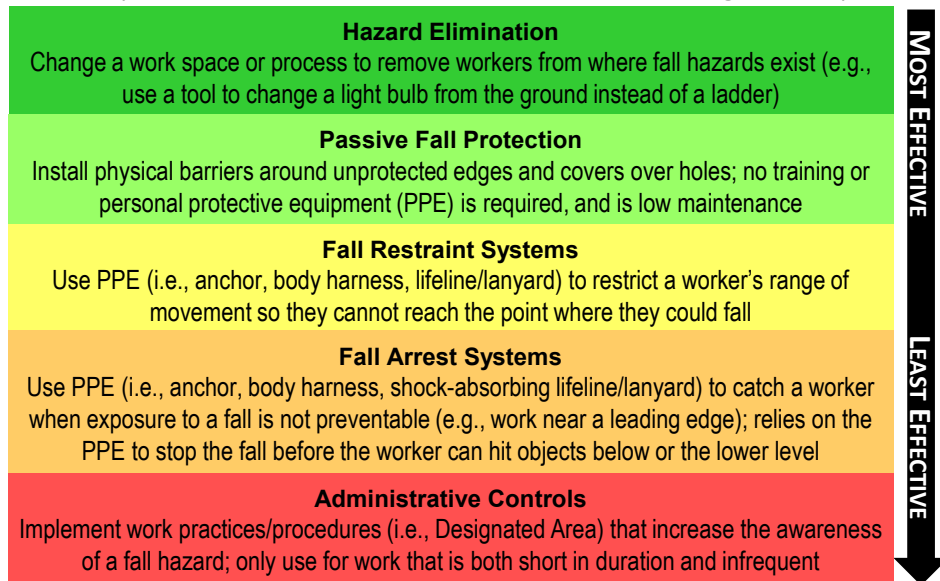 Hazard Elimination
Change a work space or process to remove workers from where fall hazards exist (e.g.,
use a tool to change a light bulb from the ground instead of a ladder)
Passive Fall Protection
Install physical barriers around unprotected edges and covers over holes; no training or
personal protective equipment (PPE) is required, and is low maintenance
Fall Restraint Systems
Use PPE (i.e., anchor, body harness, lifeline/lanyard) to restrict a worker's range of
movement so they cannot reach the point where they could fall
Fall Arrest Systems
Use PPE (i.e., anchor, body harness, shock-absorbing lifeline/lanyard) to catch a worker
when exposure to a fall is not preventable (e.g., work near a leading edge); relies on the
PPE to stop the fall before the worker can hit objects below or the lower level
Administrative Controls
Implement work practices/procedures (i.e., Designated Area) that increase the awareness
of a fall hazard; only use for work that is both short in duration and infrequent
MOST EFFECTIVE
LEAST EFFECTIVE